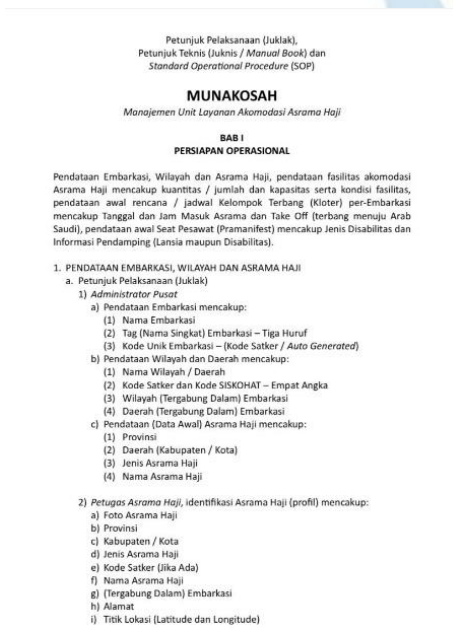 Petunjuk Pelaksanaan (Juklak),
Petunjuk Teknis (Juknis / Manual Book) dan
Standard Operational Procedure (SOP)
MUNAKOSAH
Manajemen Unit Layanan Akomodasi Asrama Haji
BAB I
PERSIAPAN OPERASIONAL
Pendataan Embarkasi, Wilayah dan Asrama Haji, pendataan fasilitas akomodasi
Asrama Haji mencakup kuantitas / jumlah dan kapasitas serta kondisi fasilitas,
pendataan awal rencana / jadwal Kelompok Terbang (Kloter) per-Embarkasi
mencakup Tanggal dan Jam Masuk Asrama dan Take Off (terbang menuju Arab
Saudi), pendataan awal Seat Pesawat (Pramanifest) mencakup Jenis Disabilitas dan
Informasi Pendamping (Lansia maupun Disabilitas).
1. PENDATAAN EMBARKASI, WILAYAH DAN ASRAMA HAJI
a. Petunjuk Pelaksanaan (Juklak)
1) Administrator Pusat
a) Pendataan Embarkasi mencakup:
(1) Nama Embarkasi
(2) Tag (Nama Singkat) Embarkasi – Tiga Huruf
(3) Kode Unik Embarkasi – (Kode Satker / Auto Generated)
b) Pendataan Wilayah dan Daerah mencakup:
(1) Nama Wilayah / Daerah
(2) Kode Satker dan Kode SISKOHAT – Empat Angka
(3) Wilayah (Tergabung Dalam) Embarkasi
(4) Daerah (Tergabung Dalam) Embarkasi
c) Pendataan (Data Awal) Asrama Haji mencakup:
(1) Provinsi
(2) Daerah (Kabupaten / Kota)
(3) Jenis Asrama Haji
(4) Nama Asrama Haji
2) Petugas Asrama Haji, identifikasi Asrama Haji (profil) mencakup:
a) Foto Asrama Haji
b) Provinsi
c) Kabupaten / Kota
d) Jenis Asrama Haji
e) Kode Satker (Jika Ada)
f) Nama Asrama Haji
g) (Tergabung Dalam) Embarkasi
h) Alamat
i) Titik Lokasi (Latitude dan Longitude)